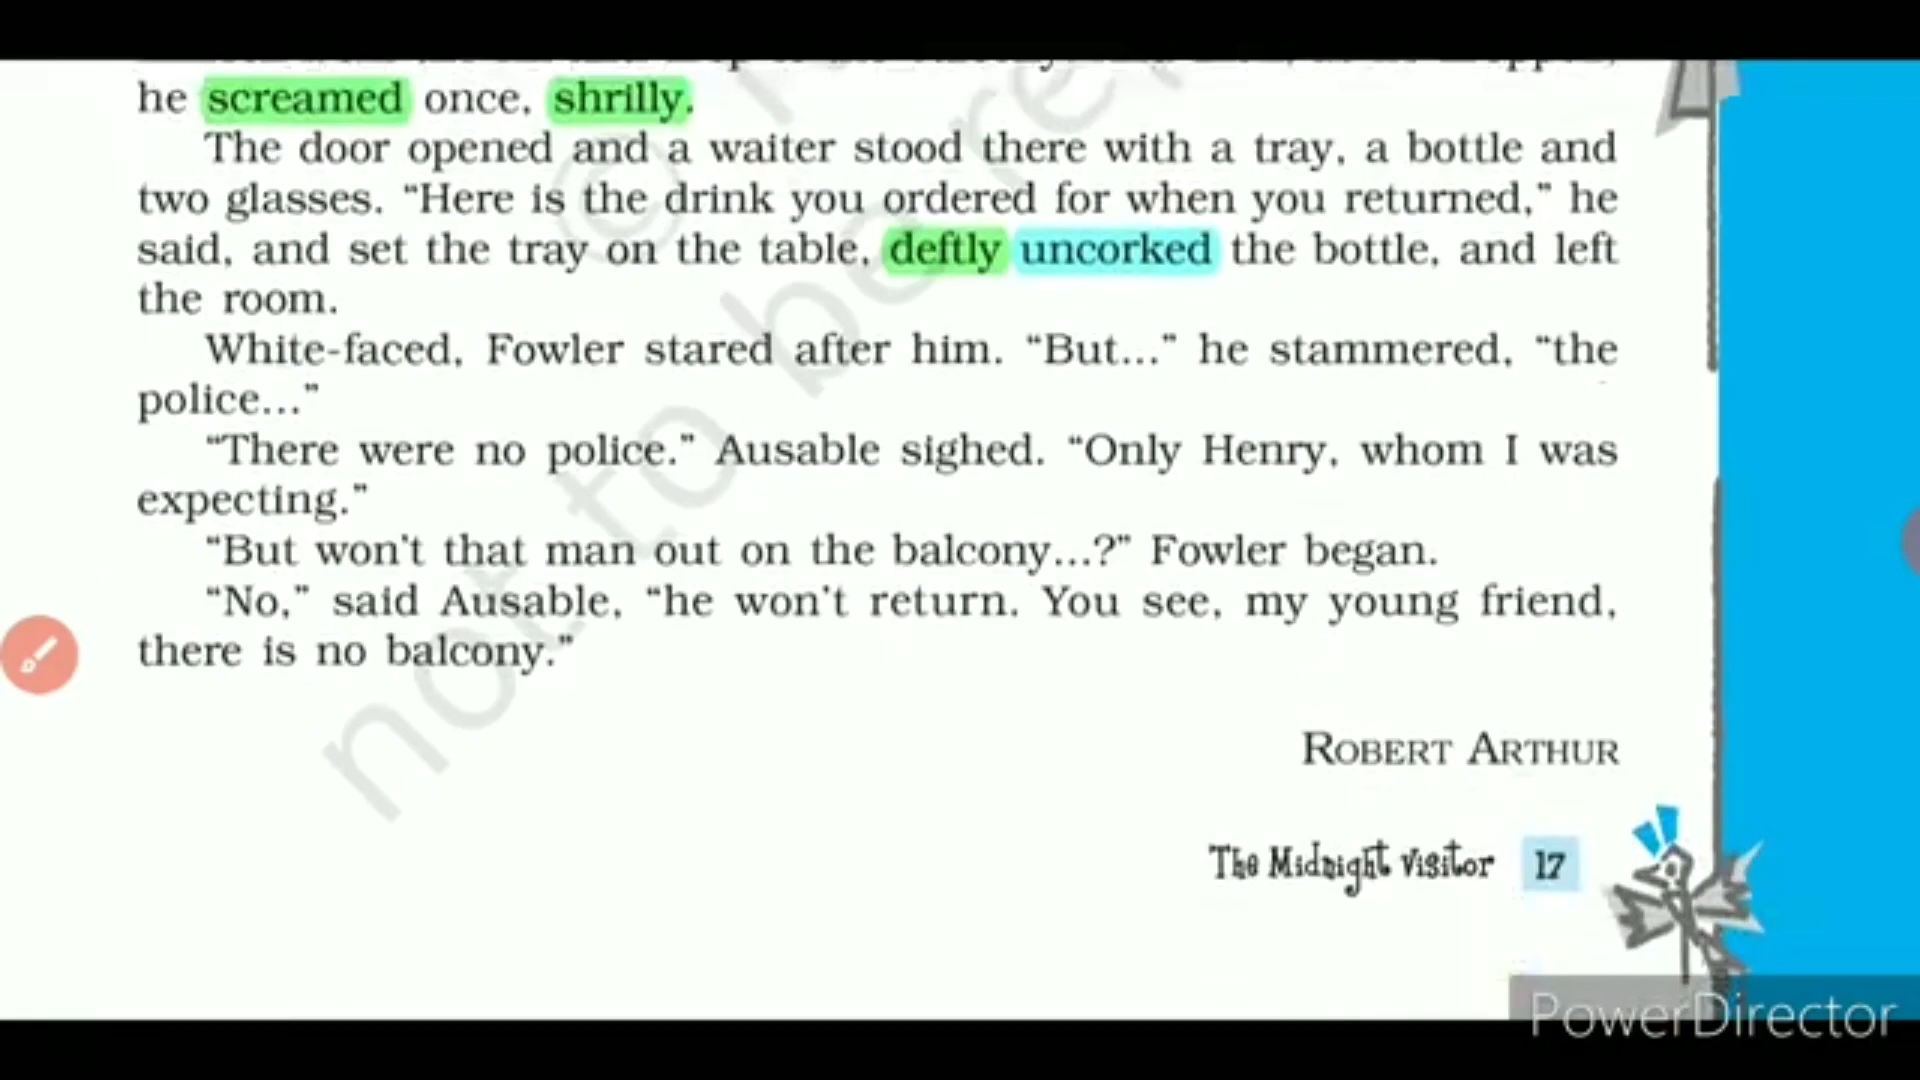 he screamed once, shrilly.
The door opened and a waiter stood there with a tray, a bottle and
two glasses. “Here is the drink you ordered for when you returned,” he
said, and set the tray on the table, deftly uncorked the bottle, and left
the room.
White-faced, Fowler stared after him. “But...” he stammered, “the
police...”
“There were no police.” Ausable sighed. “Only Henry, whom I was
expecting.”
“But won’t that man out on the balcony...?” Fowler began.
“No,” said Ausable, “he won’t return. You see, my young friend,
there is no balcony.”
ROBERT ARTHUR
The Midnight Visitor 17
not to be re
PowerDirector